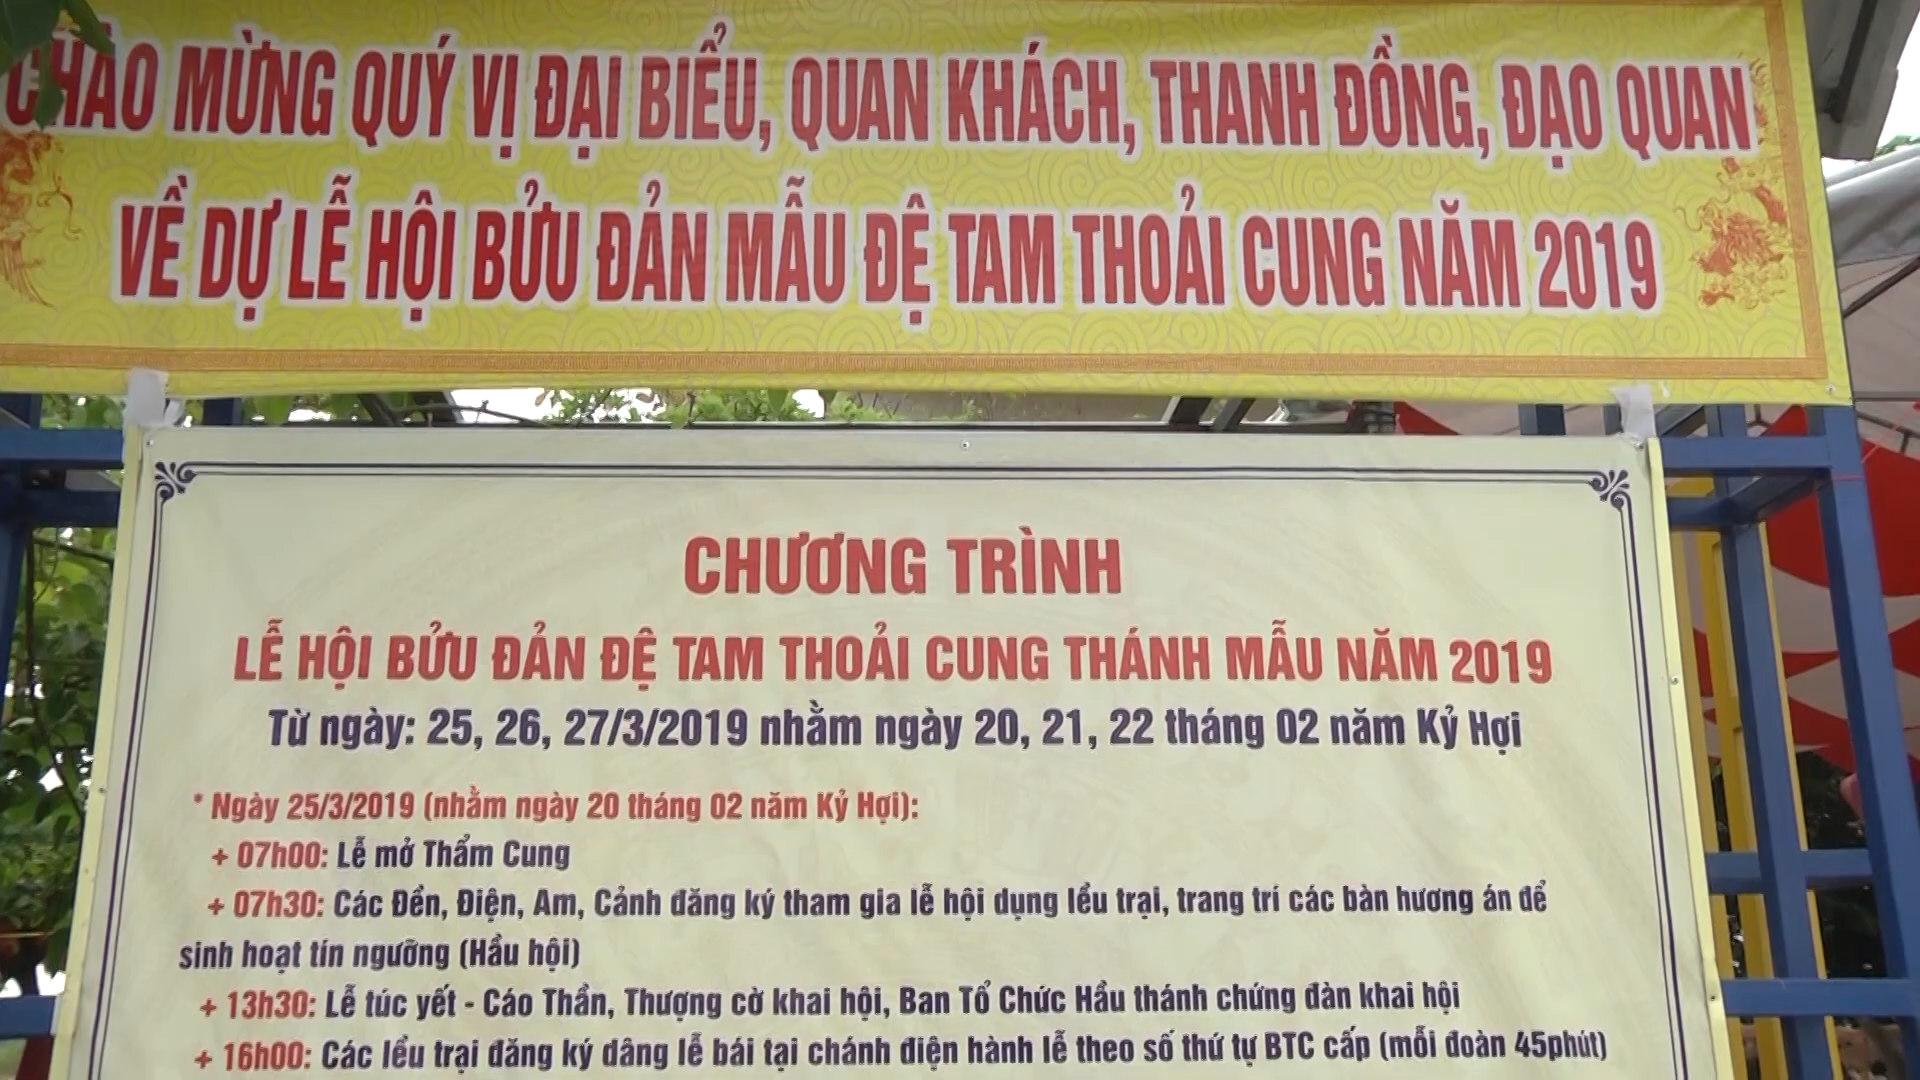 CHÀO MỪNG QUÝ VỊ ĐẠI BIỂU, QUAN KHÁCH, THANH ĐỒNG, ĐẠO QUAN
VỀ DỰ LỄ HỘI BỬU ĐẢN MẪU ĐỆ TAM THOẢI CUNG NĂM 2019
CHƯƠNG TRÌNH
LỄ HỘI BỬU ĐẢN ĐỆ TAM THOẢI CUNG THÁNH MẪU NĂM 2019
Từ ngày: 25, 26, 27/3/2019 nhằm ngày 20, 21, 22 tháng 02 năm Kỷ Hợi
* Ngày 25/3/2019 (nhằm ngày 20 tháng 02 năm Kỷ Hợi):
+ 07h00: Lễ mở Thẩm Cung
+ 07h30: Các Đền, Điện, Am, Cảnh đăng ký tham gia lễ hội dụng lều trại, trang trí các bàn hương án để
sinh hoạt tín ngưỡng (Hầu hội)
+ 13h30: Lễ túc yết - Cáo Thần, Thượng cờ khai hội, Ban Tổ Chức Hầu thánh chứng đàn khai hội
+ 16h00: Các lều trại đăng ký dâng lễ bái tại chánh điện hành lễ theo số thứ tự BTC cấp (mỗi đoàn 45phút)